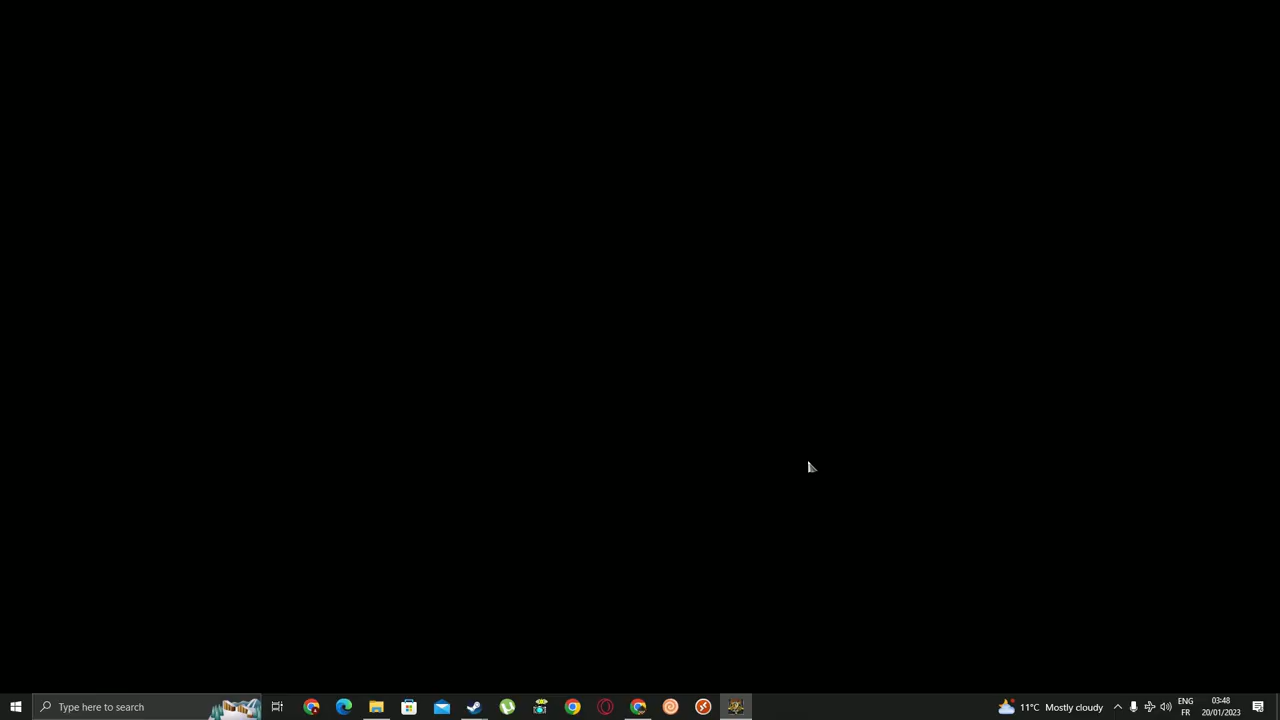 Type here to search
11°C Mostly cloudy
ENG
FR
03:48
20/01/2023